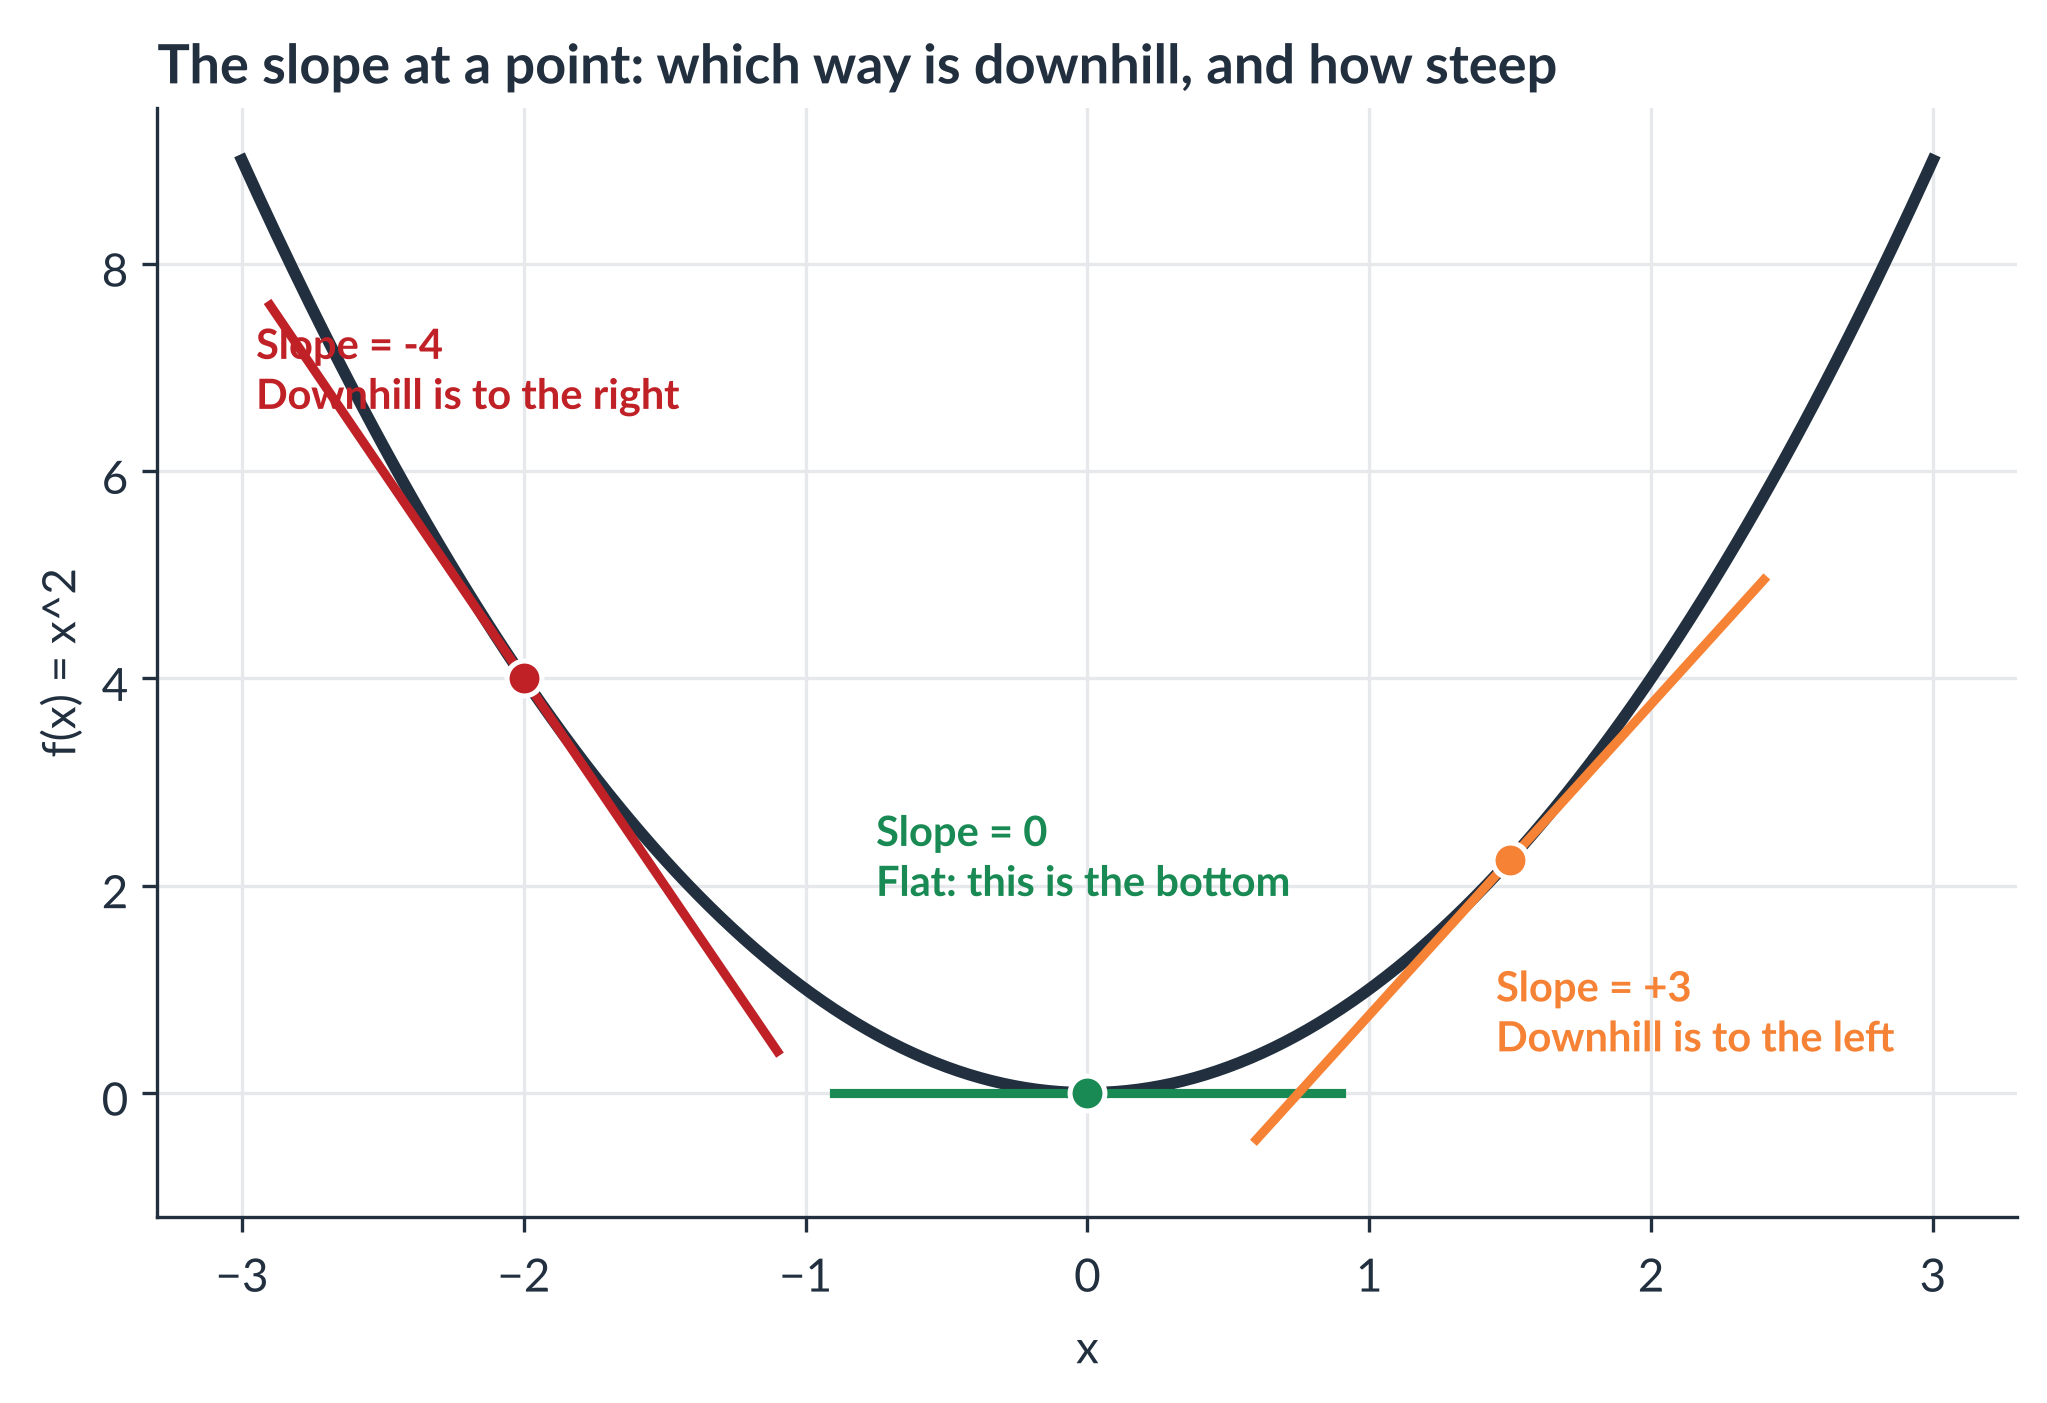 The slope at a point: which way is downhill, and how steep
f(x) = x^2
8
6
4
2
0
Slope = -4
Downhill is to the right
Slope = 0
Flat: this is the bottom
Slope = +3
Downhill is to the left
−3 −2 −1 0 1 2 3
x